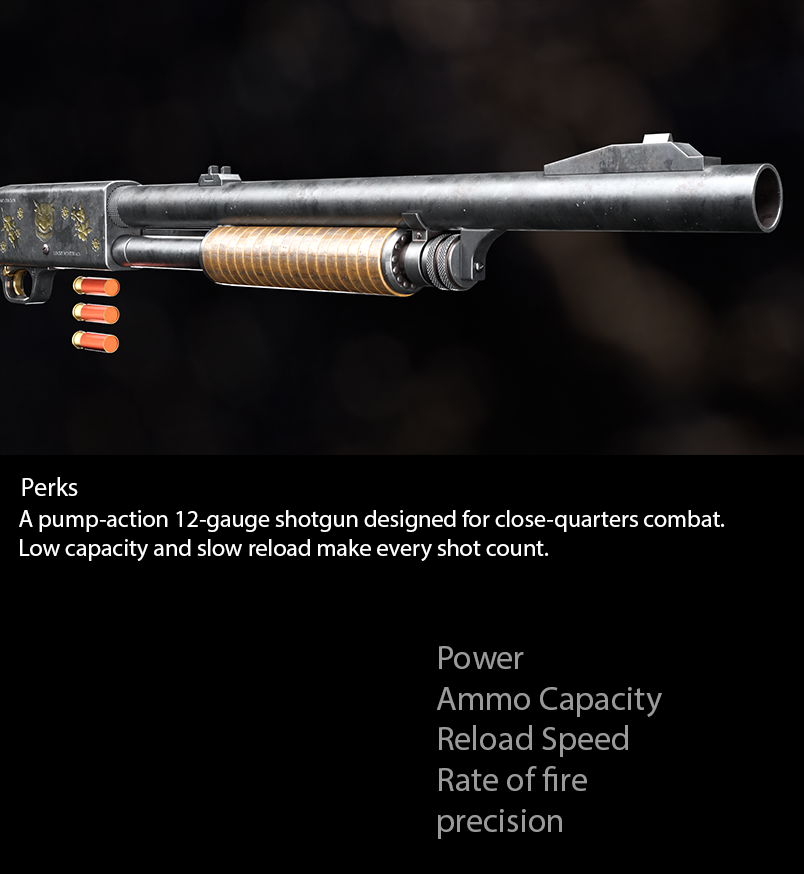 Perks
A pump-action 12-gauge shotgun designed for close-quarters combat.
Low capacity and slow reload make every shot count.
Power
Ammo Capacity
Reload Speed
Rate of fire
precision